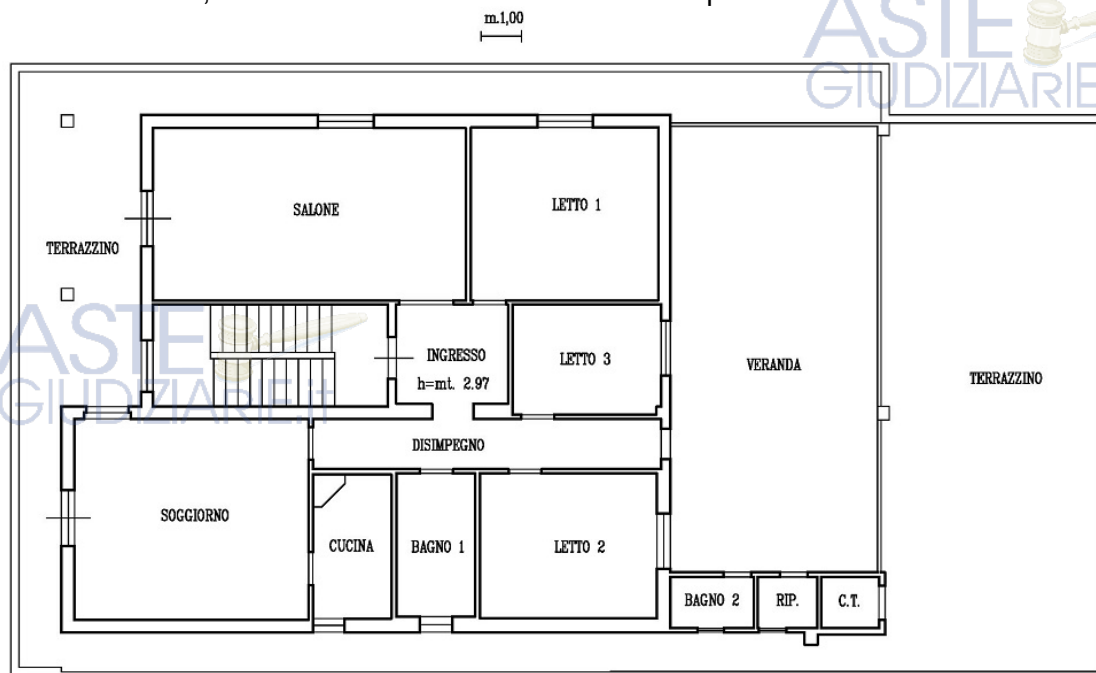 m.1,00
ASTE
GIUDIZIARIE
SALONE
LETTO 1
TERRAZZINO
ASTE
GIUDIZIARIE.it
INGRESSO
h=mt. 2.97
LETTO 3
VERANDA
TERRAZZINO
DISIMPEGNO
SOGGIORNO
CUCINA
BAGNO 1
LETTO 2
BAGNO 2
RIP.
C.T.